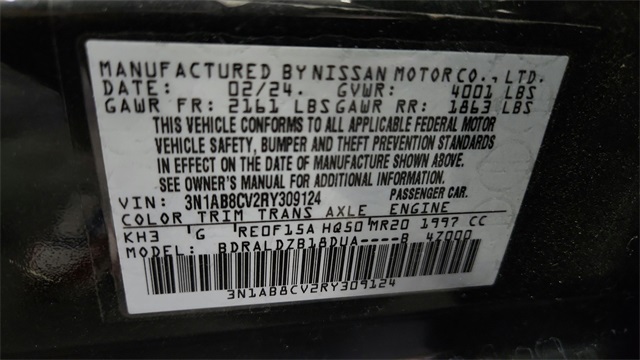 MANUFACTURED BY NISSAN MOTOR CO., LTD.
DATE: 02/24. GVWR: 4001 LBS
GAWR FR: 2161 LBS GAWR RR: 1863 LBS
THIS VEHICLE CONFORMS TO ALL APPLICABLE FEDERAL MOTOR
VEHICLE SAFETY, BUMPER AND THEFT PREVENTION STANDARDS
IN EFFECT ON THE DATE OF MANUFACTURE SHOWN ABOVE.
SEE OWNER'S MANUAL FOR ADDITIONAL INFORMATION.
VIN: 3N1AB8CV2RY309124 PASSENGER CAR.
COLOR TRIM TRANS AXLE ENGINE
KH3 G RE0F15A HQ50 MR20 1997 CC
MODEL: BDRALDZB18DUA----B 47000
3N1AB8CV2RY309124